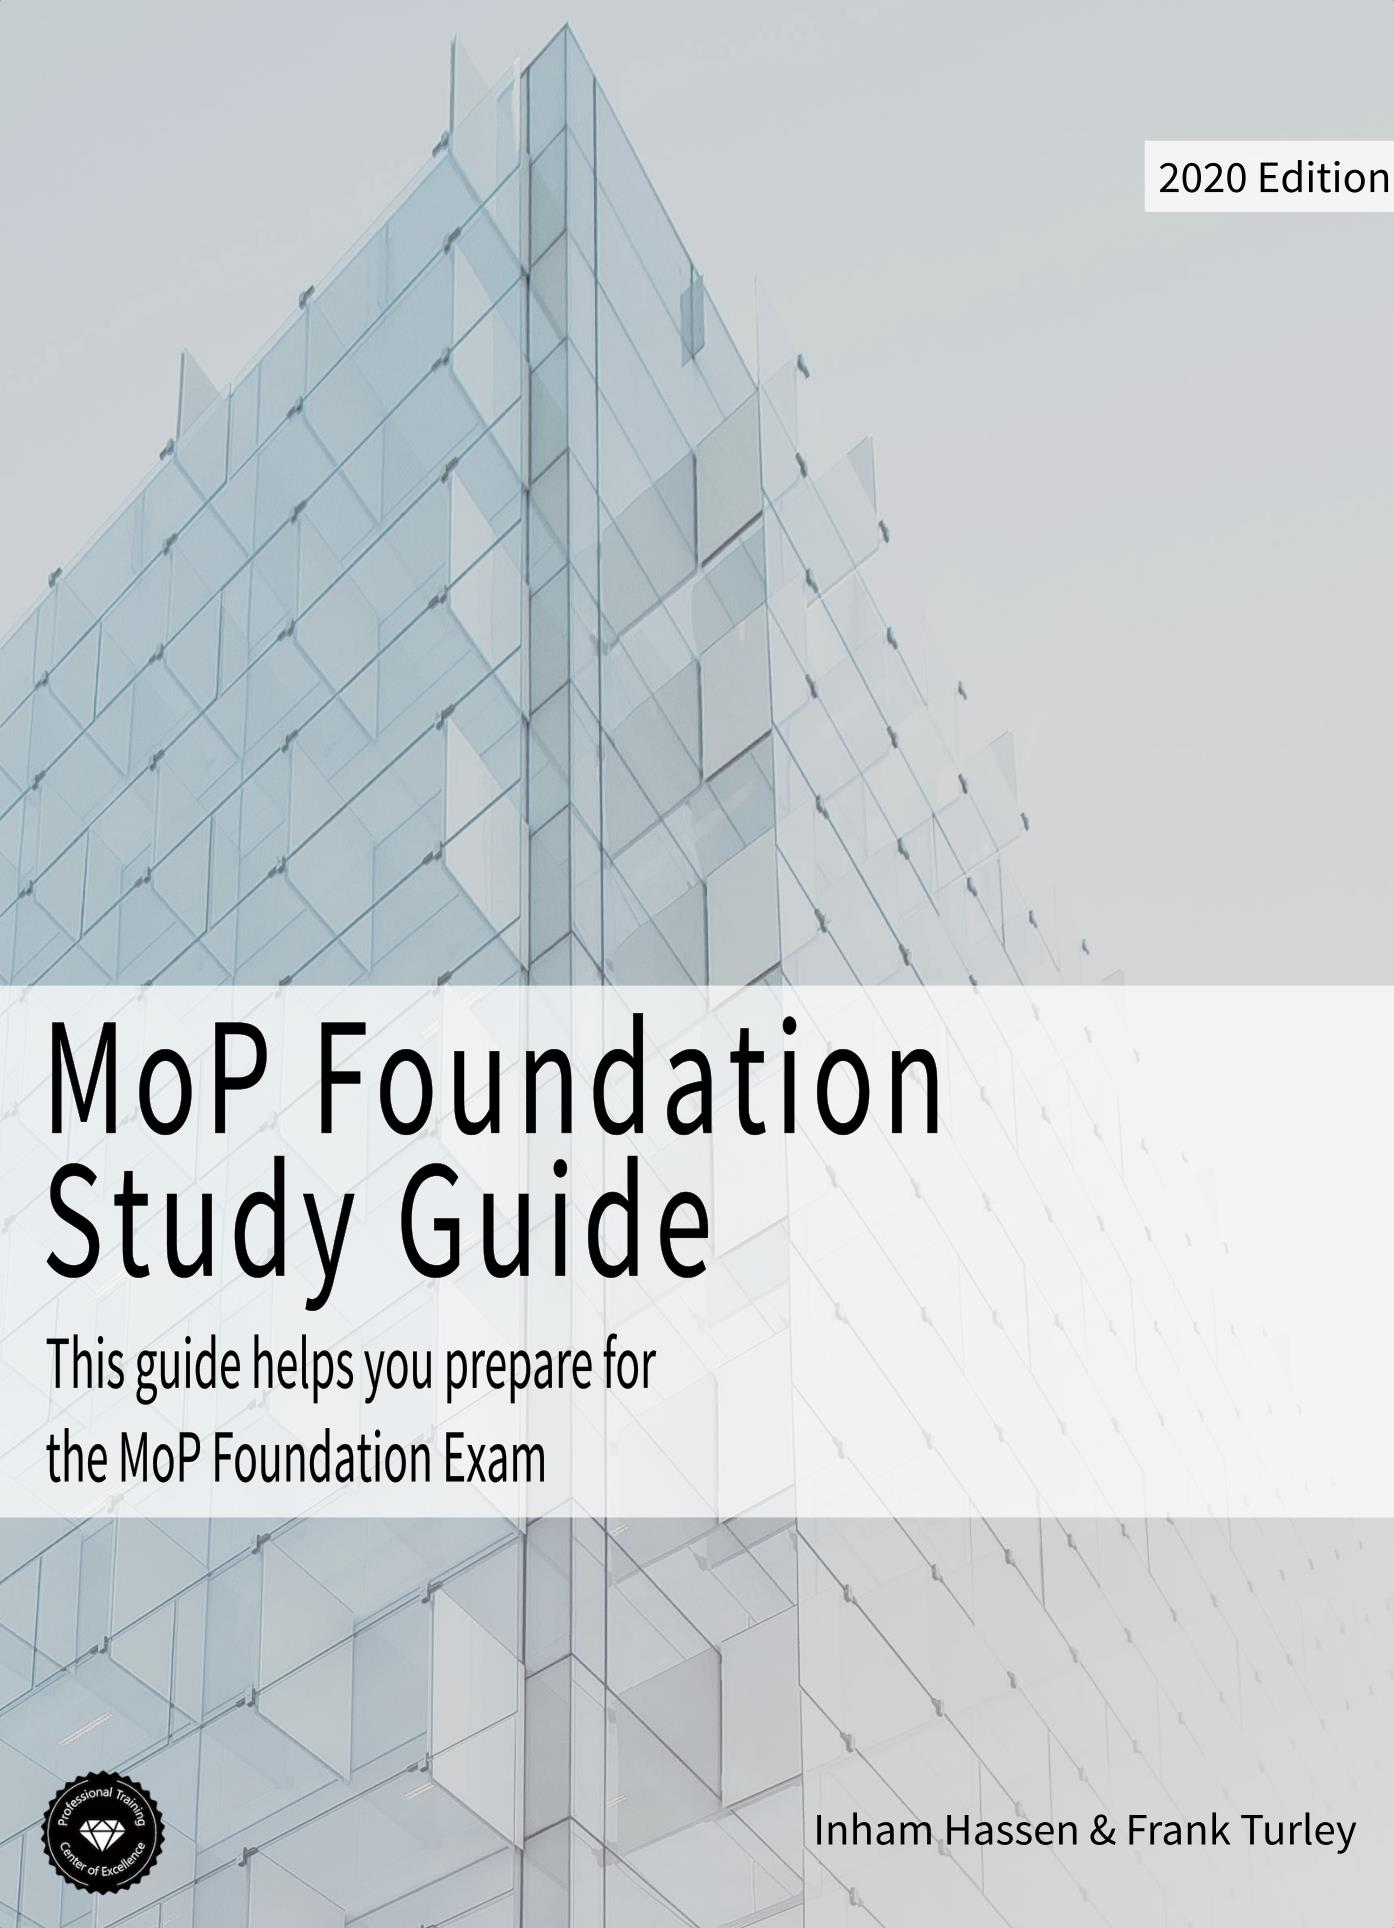 2020 Edition
MoP Foundation
Study Guide
This guide helps you prepare for
the MoP Foundation Exam
Professional Training
Center of Excellence
Inham Hassen & Frank Turley